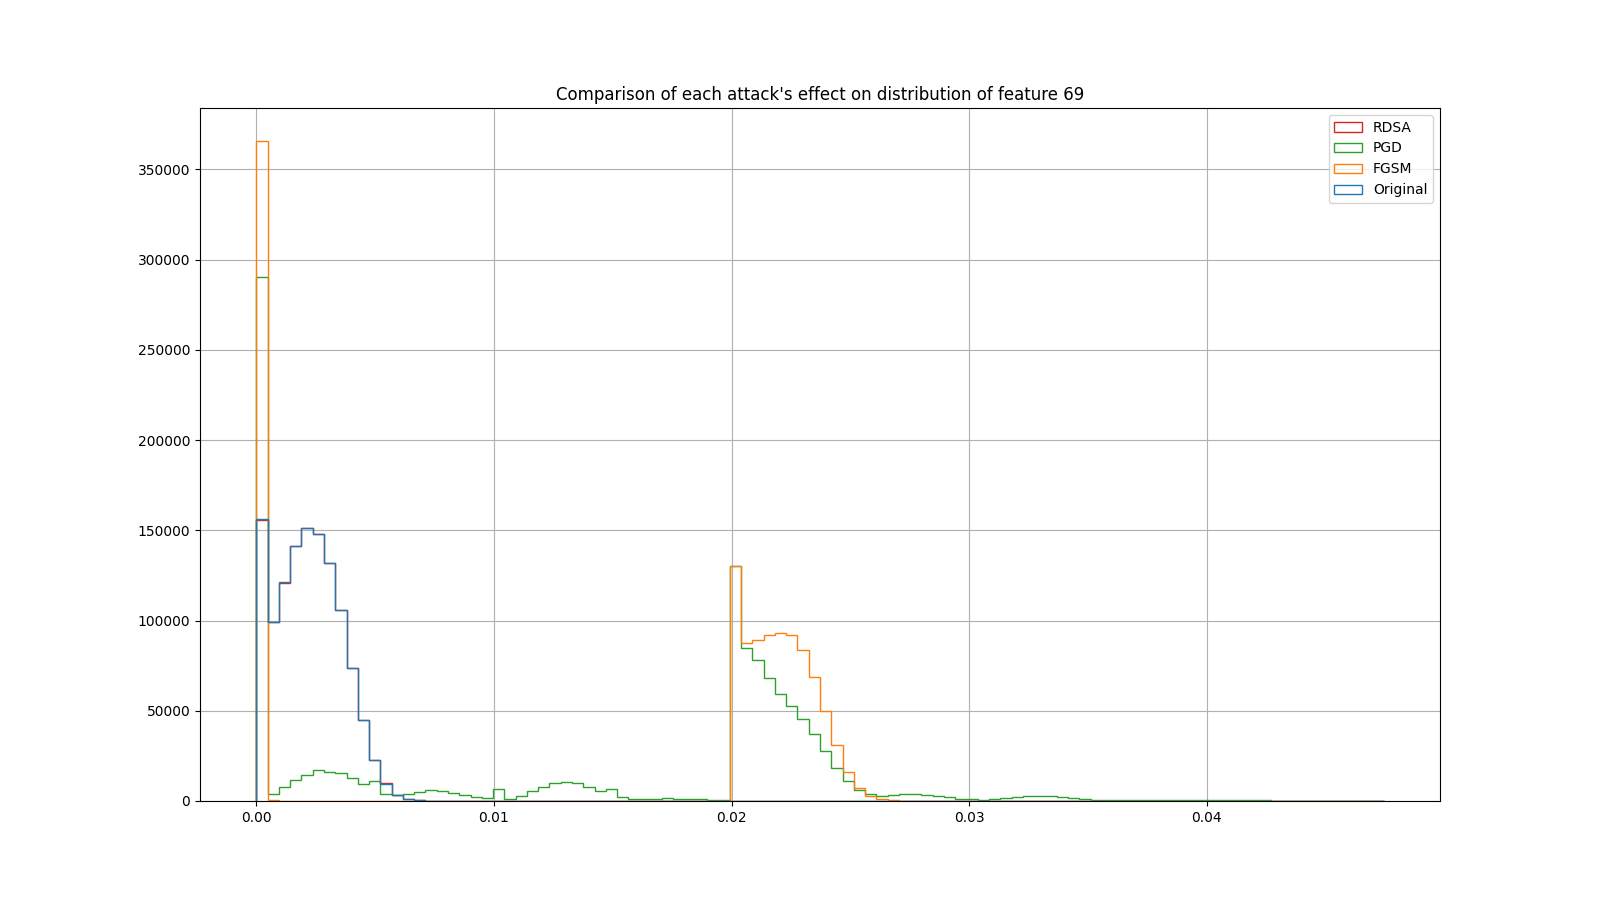 Comparison of each attack's effect on distribution of feature 69
RDSA
PGD
FGSM
Original
350000
300000
250000
200000
150000
100000
50000
0
0.00 0.01 0.02 0.03 0.04